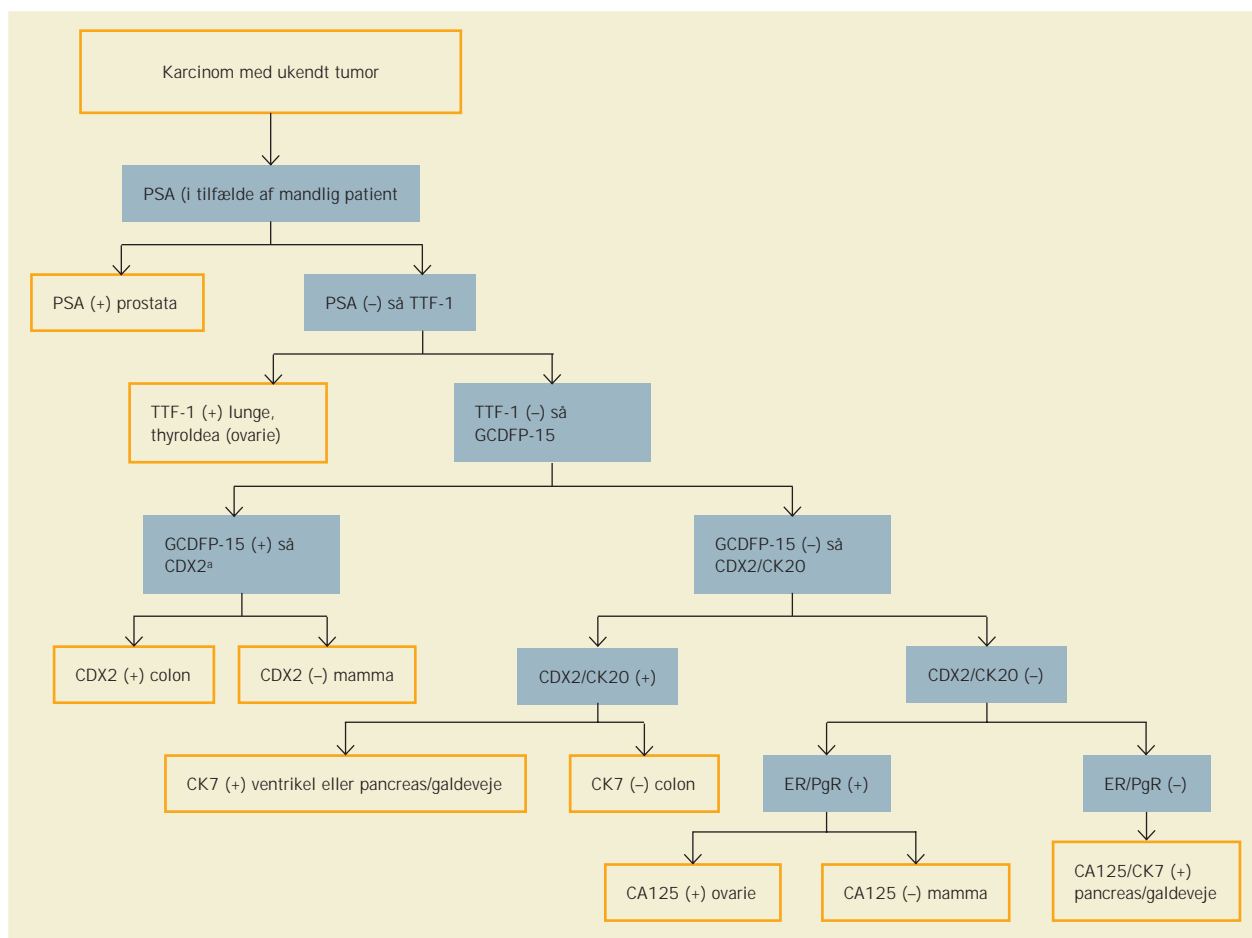 Karcinom med ukendt tumor
PSA (i tilfælde af mandlig patient
PSA (+) prostata
PSA (–) så TTF-1
TTF-1 (+) lunge,
thyroldea (ovarie)
TTF-1 (–) så
GCDFP-15
GCDFP-15 (+) så
CDX2ª
GCDFP-15 (–) så
CDX2/CK20
CDX2 (+) colon
CDX2 (–) mamma
CDX2/CK20 (+)
CDX2/CK20 (–)
CK7 (+) ventrikel eller pancreas/galdeveje
CK7 (–) colon
ER/PgR (+)
ER/PgR (–)
CA125 (+) ovarie
CA125 (–) mamma
CA125/CK7 (+)
pancreas/galdeveje